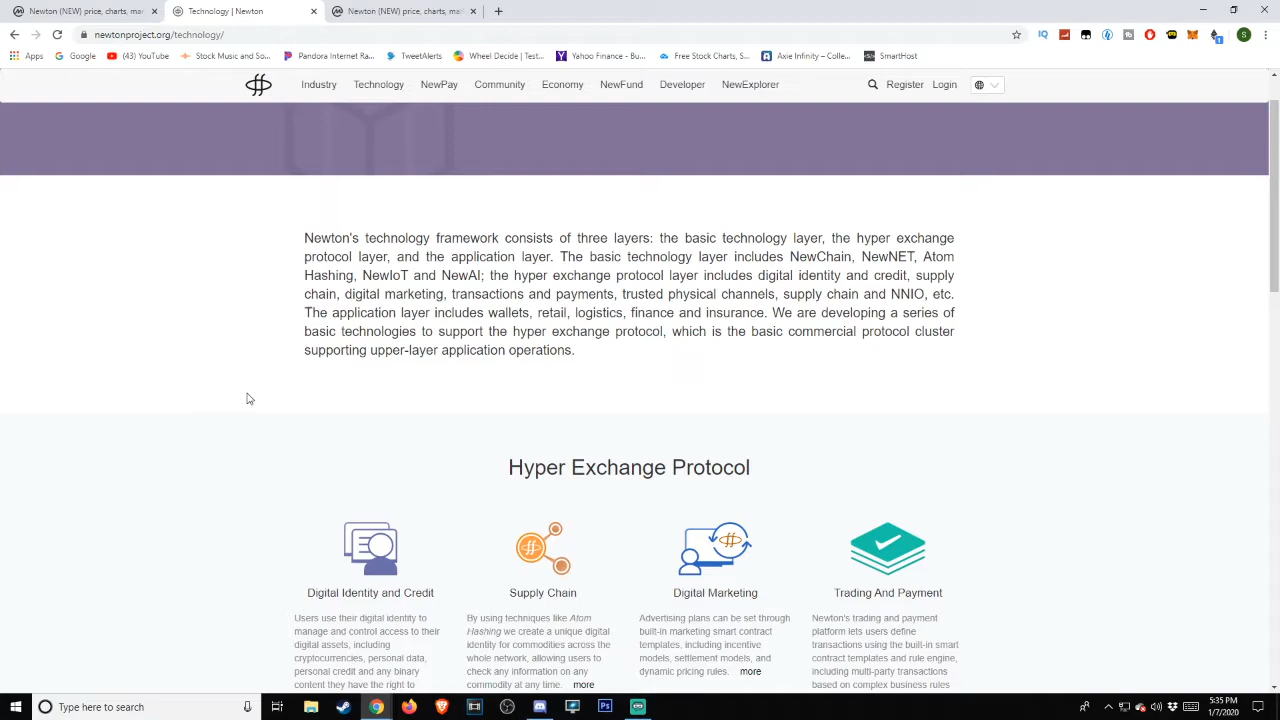 Newton (NEW) price, charts, mar
Technology | Newton
Newton (NEW) price, charts, mar
newtonproject.org/technology/
Apps
Google
(43) YouTube
Stock Music and So...
Pandora Internet Ra...
TweetAlerts
Wheel Decide | Test...
Yahoo Finance - Bu...
Free Stock Charts, S...
Axie Infinity – Colle...
SmartHost
Industry
Technology
NewPay
Community
Economy
NewFund
Developer
NewExplorer
Register
Login
Newton's technology framework consists of three layers: the basic technology layer, the hyper exchange
protocol layer, and the application layer. The basic technology layer includes NewChain, NewNET, Atom
Hashing, NewIoT and NewAI; the hyper exchange protocol layer includes digital identity and credit, supply
chain, digital marketing, transactions and payments, trusted physical channels, supply chain and NNIO, etc.
The application layer includes wallets, retail, logistics, finance and insurance. We are developing a series of
basic technologies to support the hyper exchange protocol, which is the basic commercial protocol cluster
supporting upper-layer application operations.
Hyper Exchange Protocol
Digital Identity and Credit
Users use their digital identity to
manage and control access to their
digital assets, including
cryptocurrencies, personal data,
personal credit and any binary
content they have the right to
Supply Chain
By using techniques like Atom
Hashing we create a unique digital
identity for commodities across the
whole network, allowing users to
check any information on any
commodity at any time. more
Digital Marketing
Advertising plans can be set through
built-in marketing smart contract
templates, including incentive
models, settlement models, and
dynamic pricing rules. more
Trading And Payment
Newton's trading and payment
platform lets users define
transactions using the built-in smart
contract templates and rule engine,
including multi-party transactions
based on complex business rules
Type here to search
5:35 PM
1/7/2020